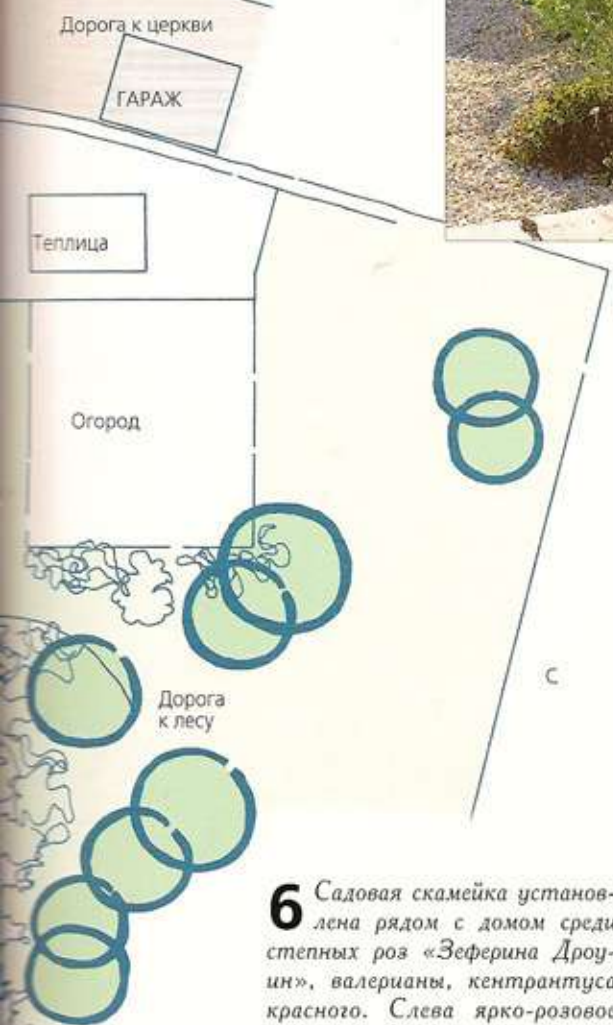 Дорога к церкви
ГАРАЖ
Теплица
Огород
С
Дорога
к лесу
6 Садовая скамейка установ-
лена рядом с домом среди
степных роз «Зеферина Дроу-
ин», валерианы, кентрантуса
красного. Слева ярко-розовое